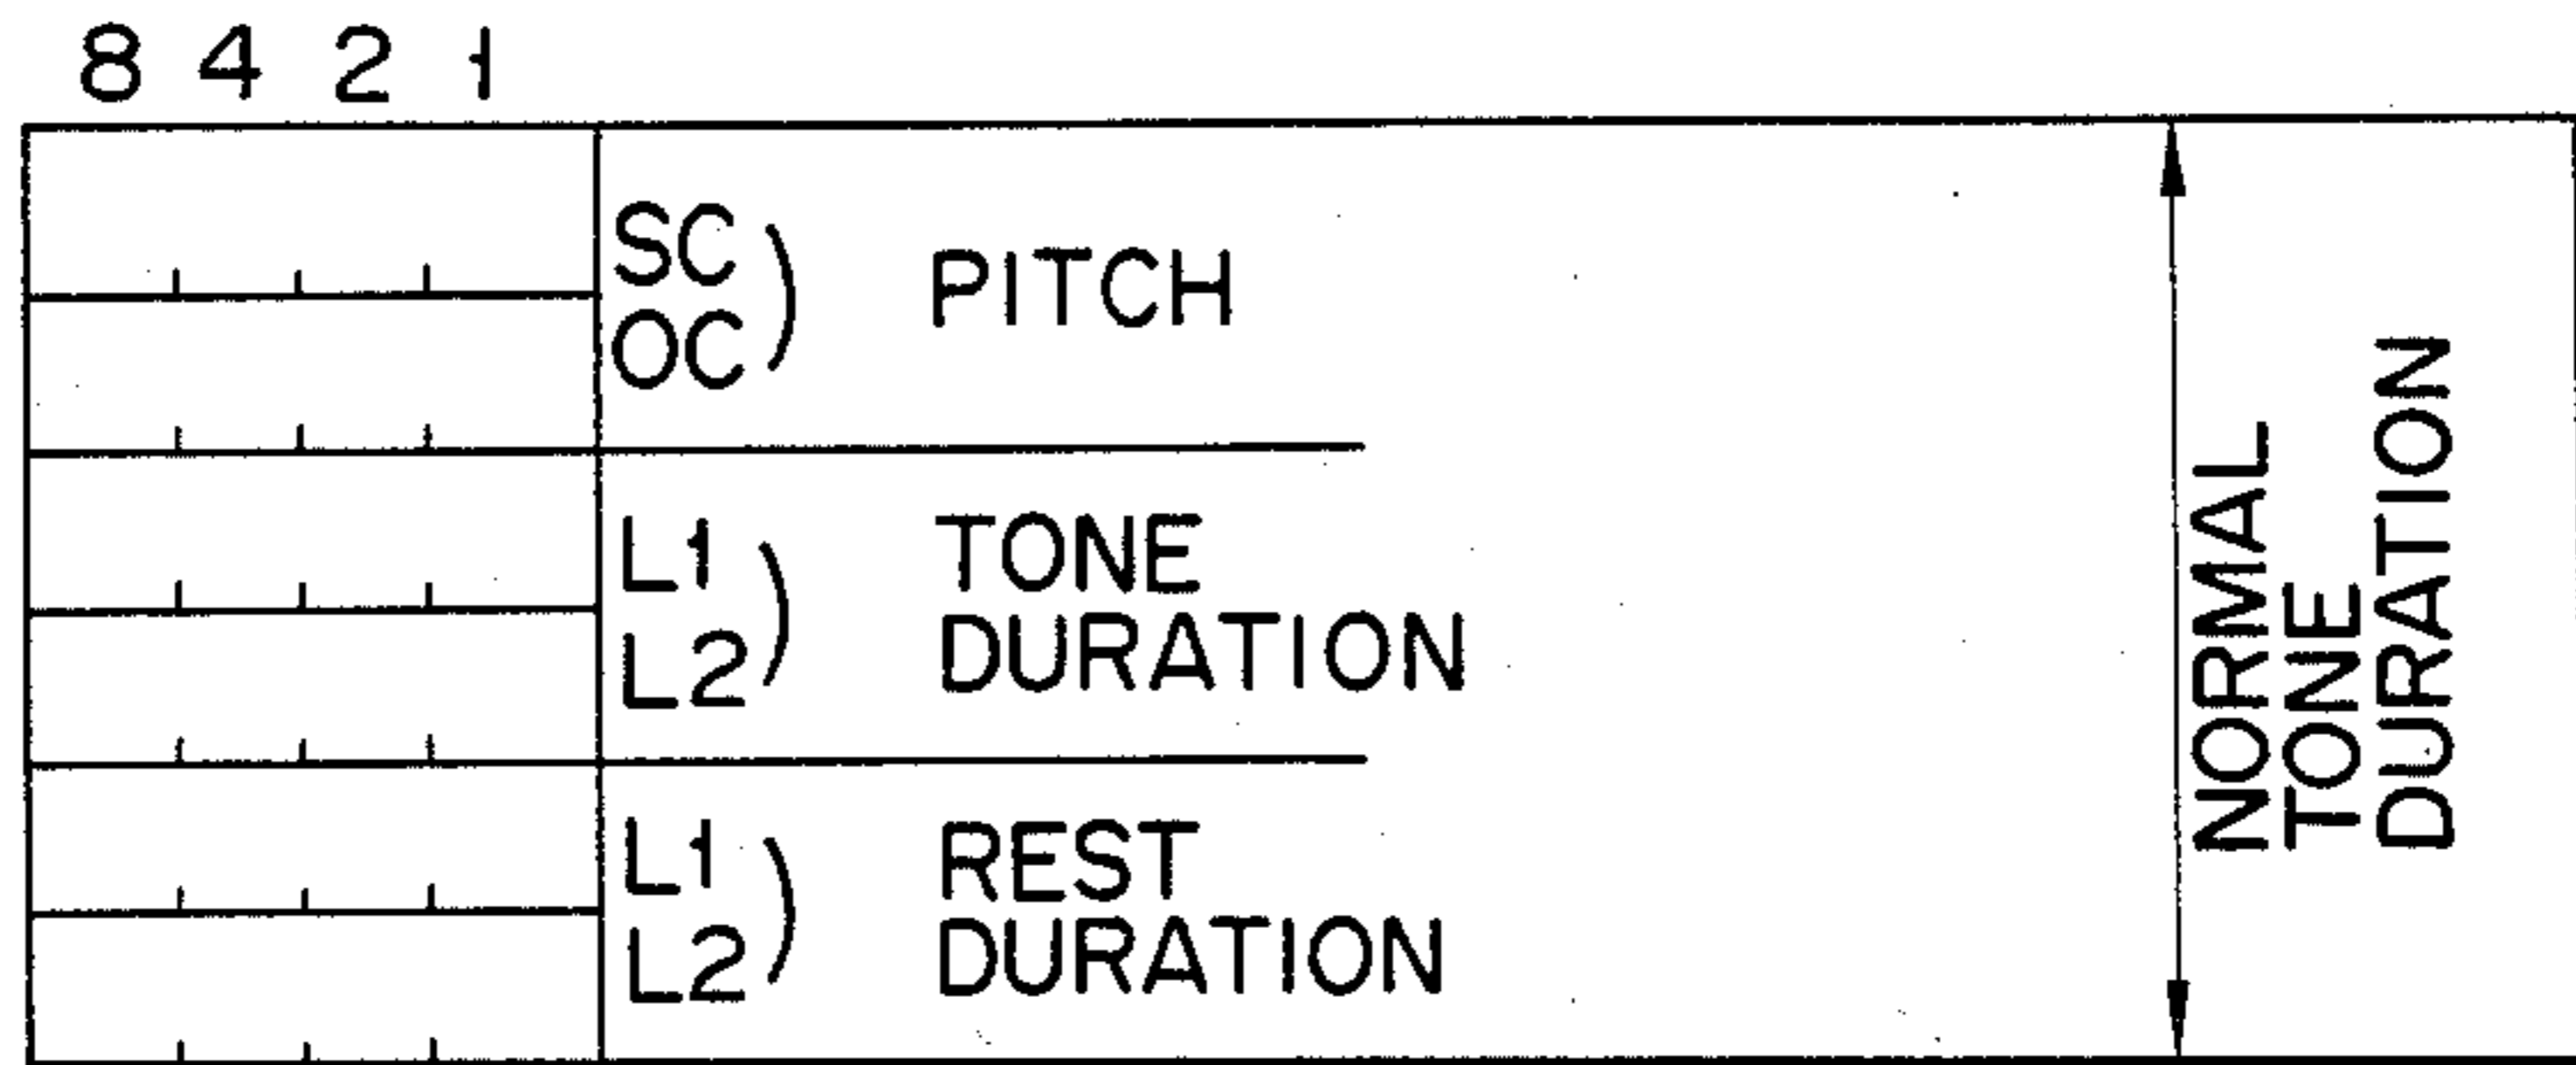 8 4 2 1
SC
OC
) PITCH
L1
L2
) TONE
DURATION
L1
L2
) REST
DURATION
NORMAL
TONE
DURATION